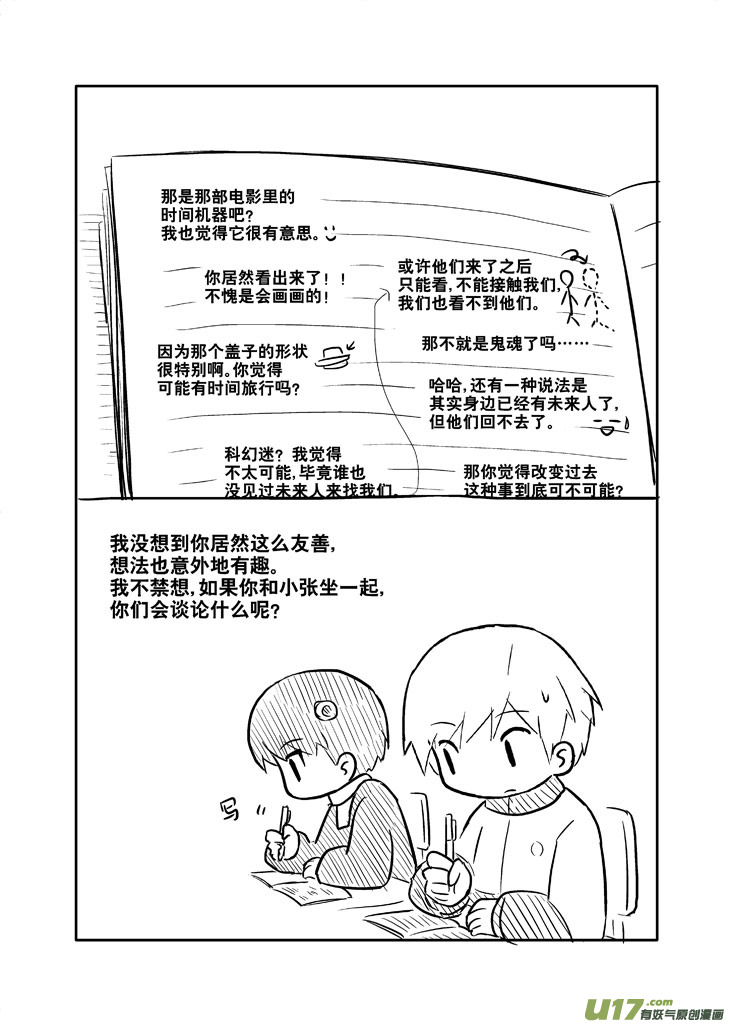 那是那部电影里的
时间机器吧?
我也觉得它很有意思。
你居然看出来了!!
不愧是会画画的!
因为那个盖子的形状
很特别啊。你觉得
可能有时间旅行吗?
科幻迷? 我觉得
不太可能,毕竟谁也
没见过未来人来找我们。
或许他们来了之后
只能看,不能接触我们,
我们也看不到他们。
那不就是鬼魂了吗……
哈哈,还有一种说法是
其实身边已经有未来人了,
但他们回不去了。
那你觉得改变过去
这种事到底可不可能?
我没想到你居然这么友善,
想法也意外地有趣。
我不禁想,如果你和小张坐一起,
你们会谈论什么呢?
写
U17.com
有妖气原创漫画